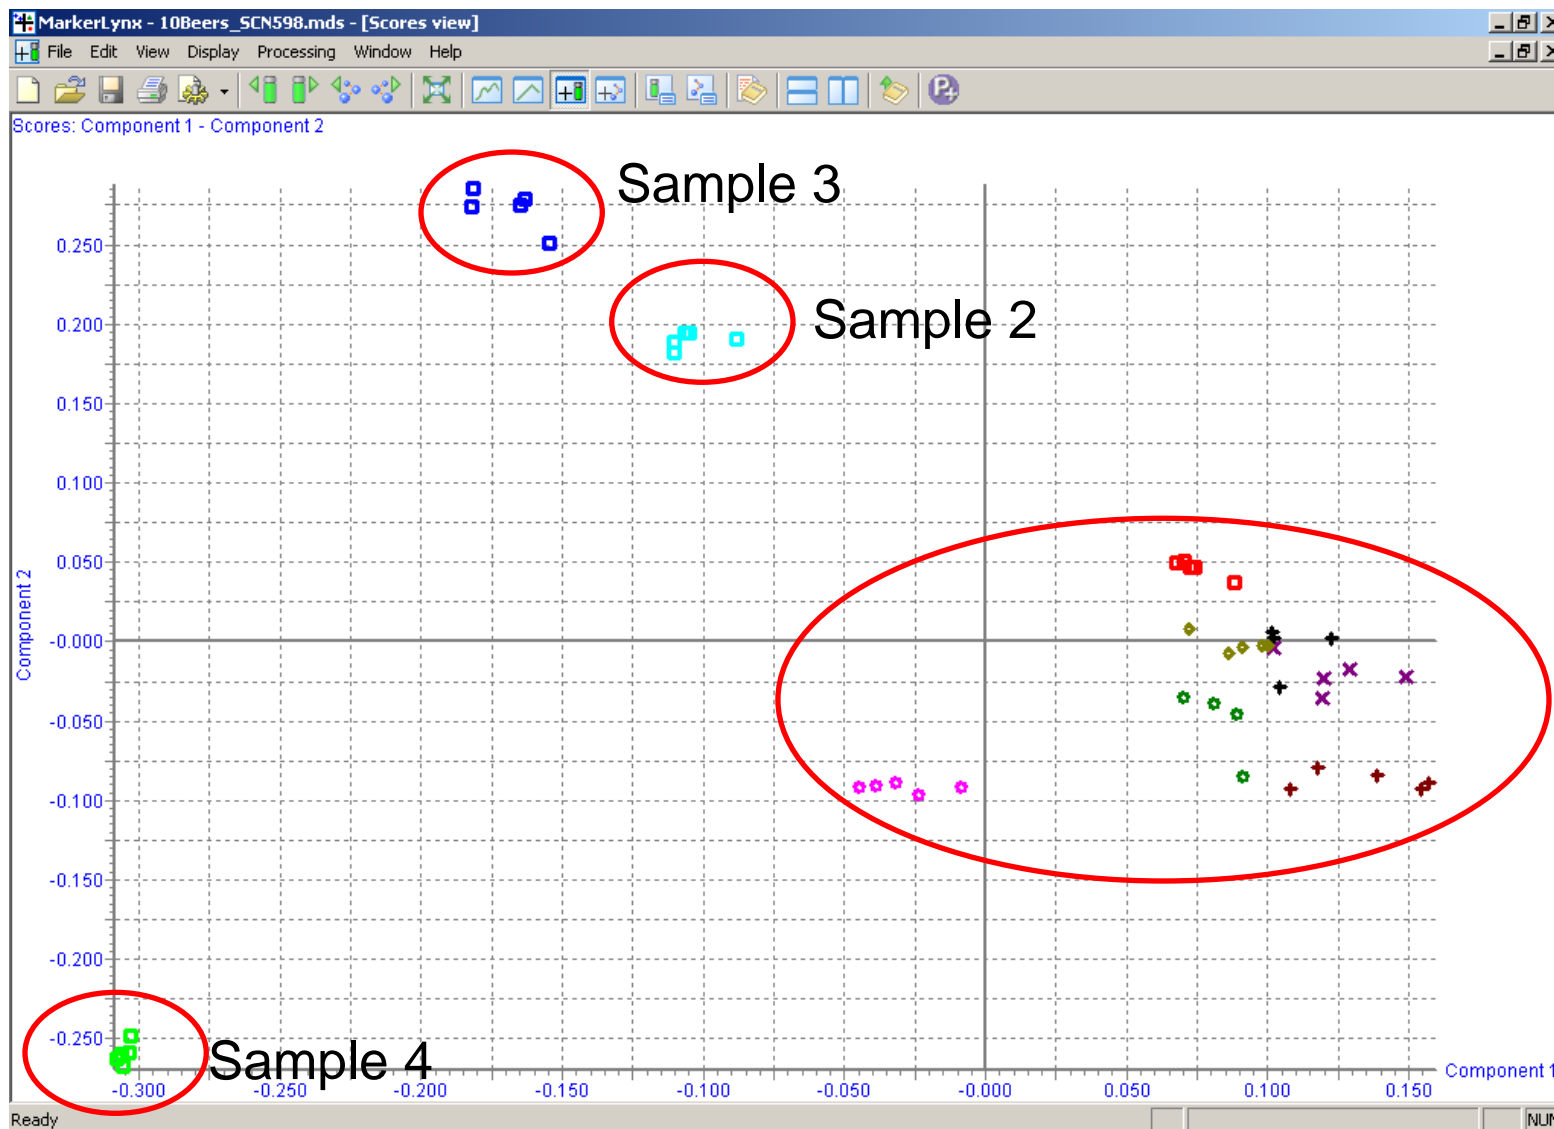 MarkerLynx - 10Beers_SCN598.mds - [Scores view]
File Edit View Display Processing Window Help
P+
Scores: Component 1 - Component 2
Sample 3
Sample 2
Sample 4
Component 2
0.250
0.200
0.150
0.100
0.050
-0.000
-0.050
-0.100
-0.150
-0.200
-0.250
-0.300 -0.250 -0.200 -0.150 -0.100 -0.050 -0.000 0.050 0.100 0.150
Component 1
Ready